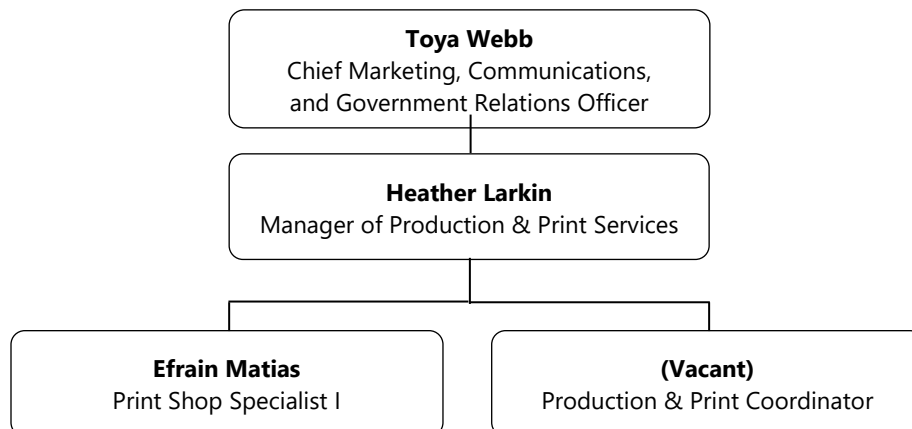 Toya Webb
Chief Marketing, Communications,
and Government Relations Officer
Heather Larkin
Manager of Production & Print Services
Efrain Matias
Print Shop Specialist I
(Vacant)
Production & Print Coordinator